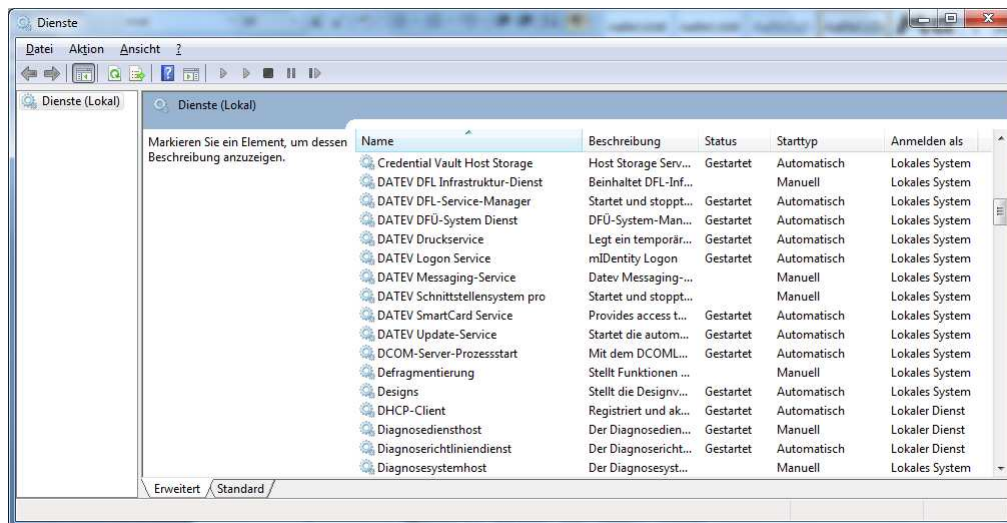 Dienste
Datei Aktion Ansicht ?
Dienste (Lokal)
Dienste (Lokal)
Markieren Sie ein Element, um dessen
Beschreibung anzuzeigen.
Name Beschreibung Status Starttyp Anmelden als
Credential Vault Host Storage Host Storage Serv... Gestartet Automatisch Lokales System
DATEV DFL Infrastruktur-Dienst Beinhaltet DFL-Inf... Manuell Lokales System
DATEV DFL-Service-Manager Startet und stoppt... Gestartet Automatisch Lokales System
DATEV DFÜ-System Dienst DFÜ-System-Man... Gestartet Automatisch Lokales System
DATEV Druckservice Legt ein temporär... Gestartet Automatisch Lokales System
DATEV Logon Service mIDentity Logon Gestartet Automatisch Lokales System
DATEV Messaging-Service Datev Messaging-... Manuell Lokales System
DATEV Schnittstellensystem pro Startet und stoppt... Manuell Lokales System
DATEV SmartCard Service Provides access t... Gestartet Automatisch Lokales System
DATEV Update-Service Startet die autom... Gestartet Automatisch Lokales System
DCOM-Server-Prozessstart Mit dem DCOML... Gestartet Automatisch Lokales System
Defragmentierung Stellt Funktionen ... Manuell Lokales System
Designs Stellt die Designv... Gestartet Automatisch Lokales System
DHCP-Client Registriert und ak... Gestartet Automatisch Lokaler Dienst
Diagnosediensthost Der Diagnosedien... Gestartet Manuell Lokaler Dienst
Diagnoserichtliniendienst Der Diagnosericht... Gestartet Automatisch Lokaler Dienst
Diagnosesystemhost Der Diagnosesyst... Manuell Lokales System
Erweitert Standard